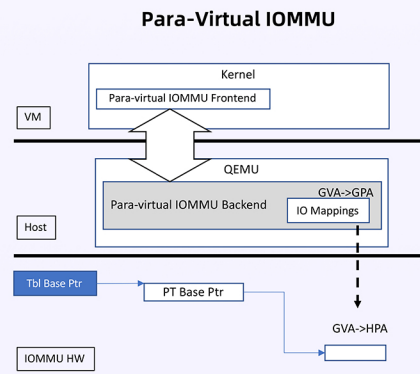 Para-Virtual IOMMU
Kernel
Para-virtual IOMMU Frontend
VM
QEMU
GVA->GPA
Para-virtual IOMMU Backend
IO Mappings
Host
Tbl Base Ptr
PT Base Ptr
GVA->HPA
IOMMU HW